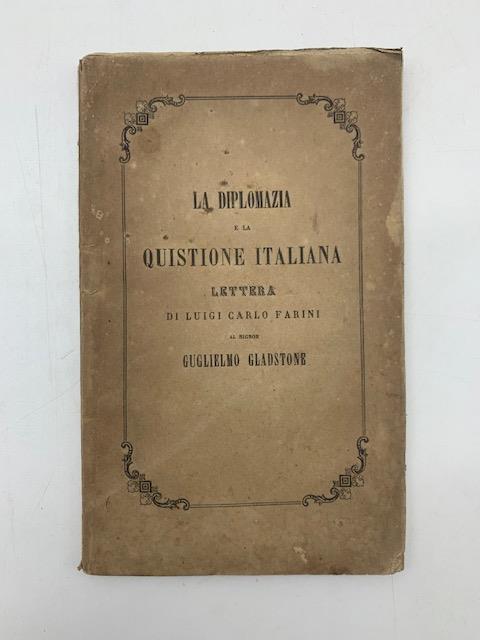 LA DIPLOMAZIA
E LA
QUISTIONE ITALIANA
LETTERA
DI LUIGI CARLO FARINI
AL SIGNOR
GUGLIELMO GLADSTONE